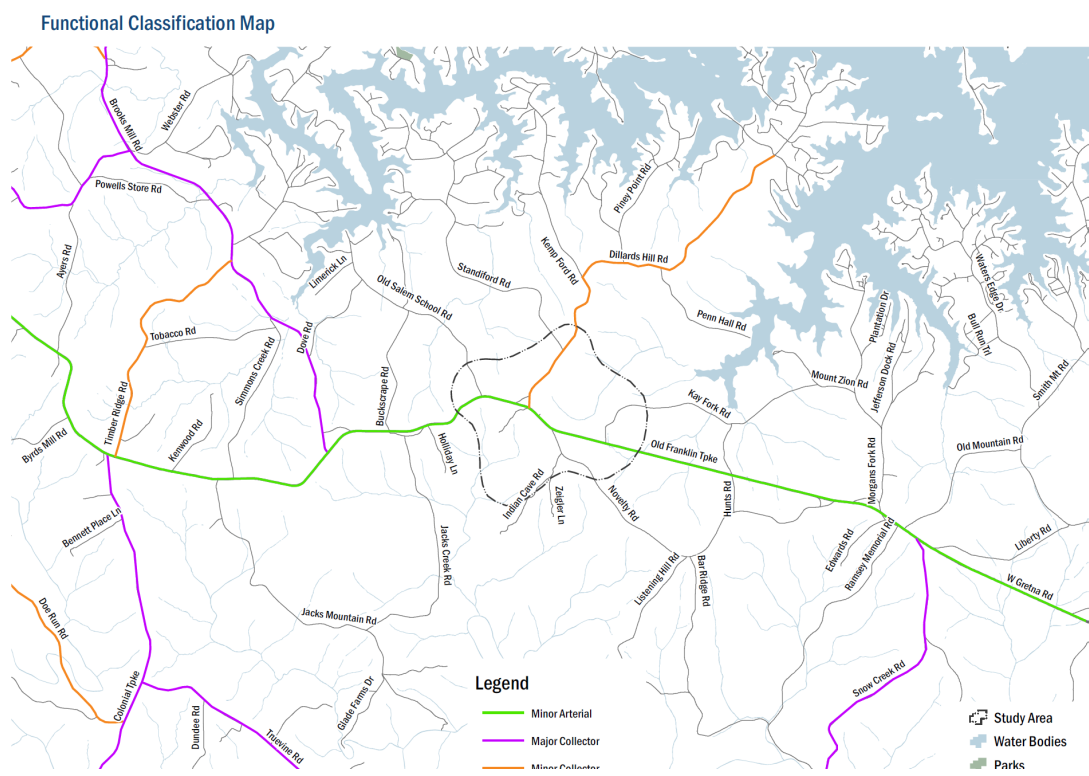 Functional Classification Map
Brooks Mill Rd
Webster Rd
Powells Store Rd
Piney Point Rd
Ayers Rd
Limerick Ln
Kemp Ford Rd
Dillards Hill Rd
Waters Edge Dr
Standiford Rd
Old Salem School Rd
Plantation Dr
Penn Hall Rd
Bull Run Trl
Tobacco Rd
Dove Rd
Simmons Creek Rd
Mount Zion Rd
Jefferson Dock Rd
Smith Mt Rd
Buckscrape Rd
Timber Ridge Rd
Kay Fork Rd
Byrds Mill Rd
Kenwood Rd
Holliday Ln
Old Franklin Tpke
Old Mountain Rd
Morgans Fork Rd
Indian Cave Rd
Zeigler Ln
Novelty Rd
Hunts Rd
Bennett Place Ln
Jacks Creek Rd
Edwards Rd
Ramsey Memorial Rd
Liberty Rd
Listening Hill Rd
Bar Ridge Rd
W Gretna Rd
Doe Run Rd
Jacks Mountain Rd
Snow Creek Rd
Colonial Tpke
Glade Farms Dr
Dundee Rd
Truevine Rd
Legend
Minor Arterial
Major Collector
Minor Collector
Study Area
Water Bodies
Parks